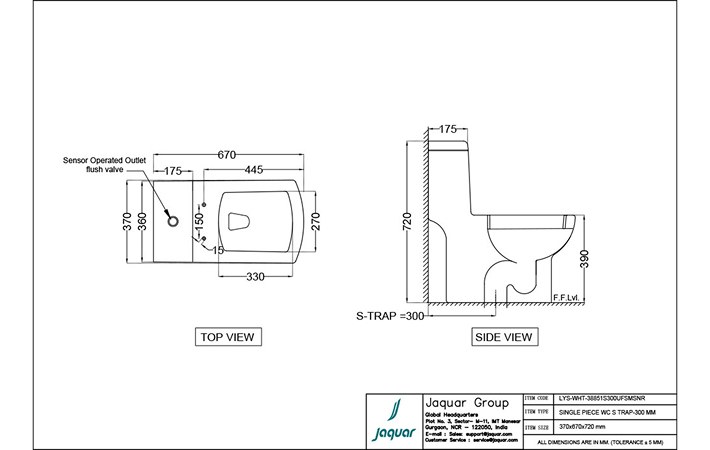 670
Sensor Operated Outlet
flush valve
175
445
370
360
150
270
15
330
TOP VIEW
175
720
390
F.F.Lvl.
S-TRAP =300
SIDE VIEW
Jaquar
Jaquar Group
Global Headquarters
Plot No. 3, Sector- M-11, IMT Manesar
Gurgaon, NCR - 122050, India
E-mail : Sales: support@jaquar.com
Customer Service : service@jaquar.com
ITEM CODE LYS-WHT-38851S300UFSMSNR
ITEM TYPE SINGLE PIECE WC S TRAP-300 MM
ITEM SIZE 370x670x720 mm
ALL DIMENSIONS ARE IN MM. (TOLERANCE ± 5 MM)